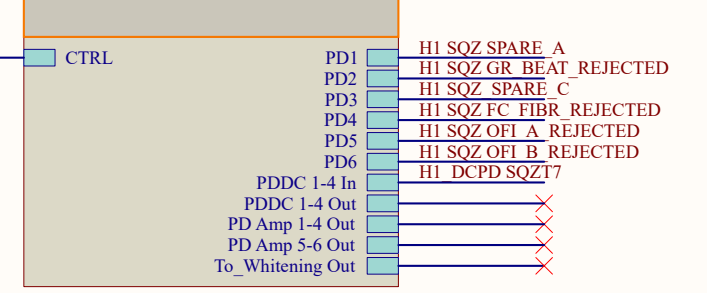 CTRL
PD1 H1 SQZ SPARE_A
PD2 H1 SQZ GR_BEAT_REJECTED
PD3 H1 SQZ_SPARE_C
PD4 H1 SQZ FC_FIBR_REJECTED
PD5 H1 SQZ OFI_A_REJECTED
PD6 H1 SQZ OFI_B_REJECTED
PDDC 1-4 In H1_DCPD SQZT7
PDDC 1-4 Out
PD Amp 1-4 Out
PD Amp 5-6 Out
To_Whitening Out